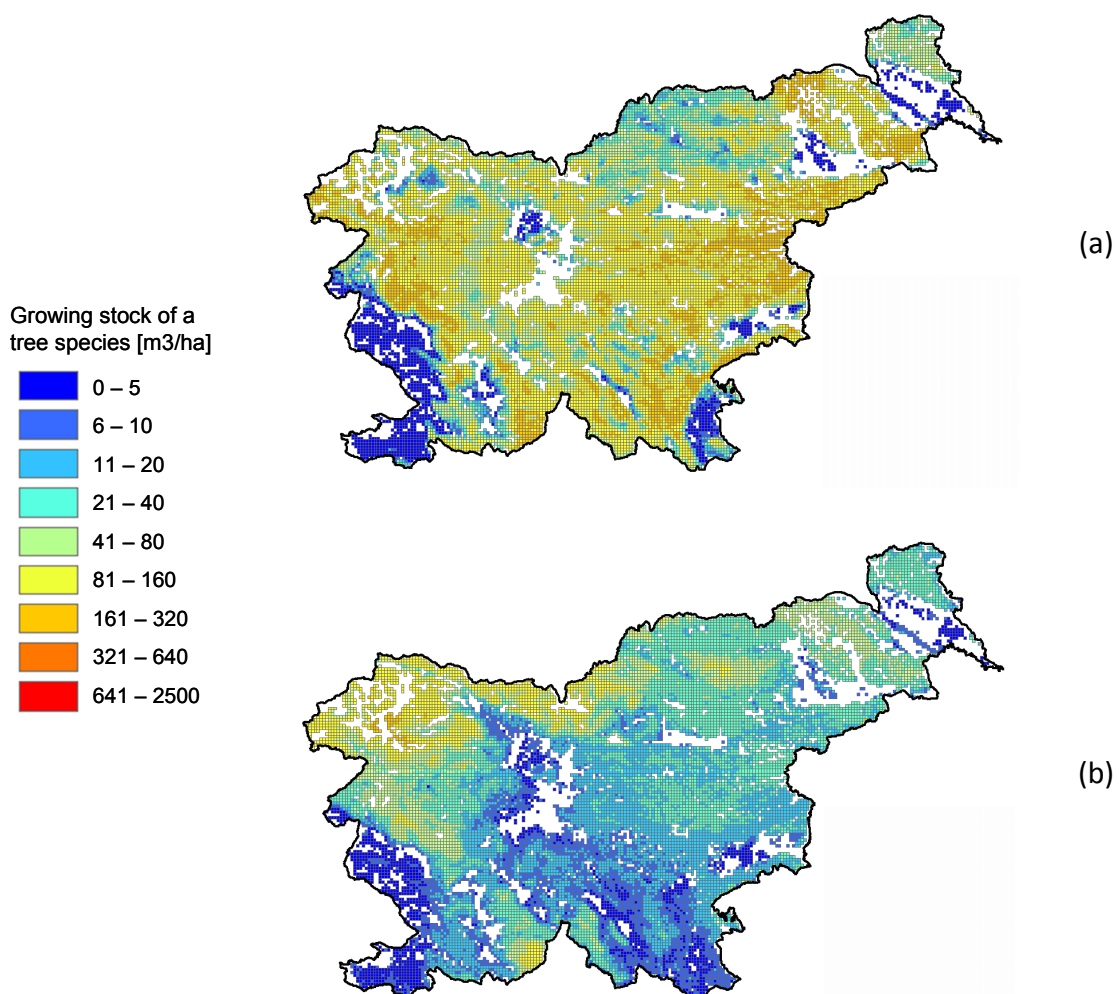 (a)
Growing stock of a
tree species [m3/ha]
0 – 5
6 – 10
11 – 20
21 – 40
41 – 80
81 – 160
161 – 320
321 – 640
641 – 2500
(b)